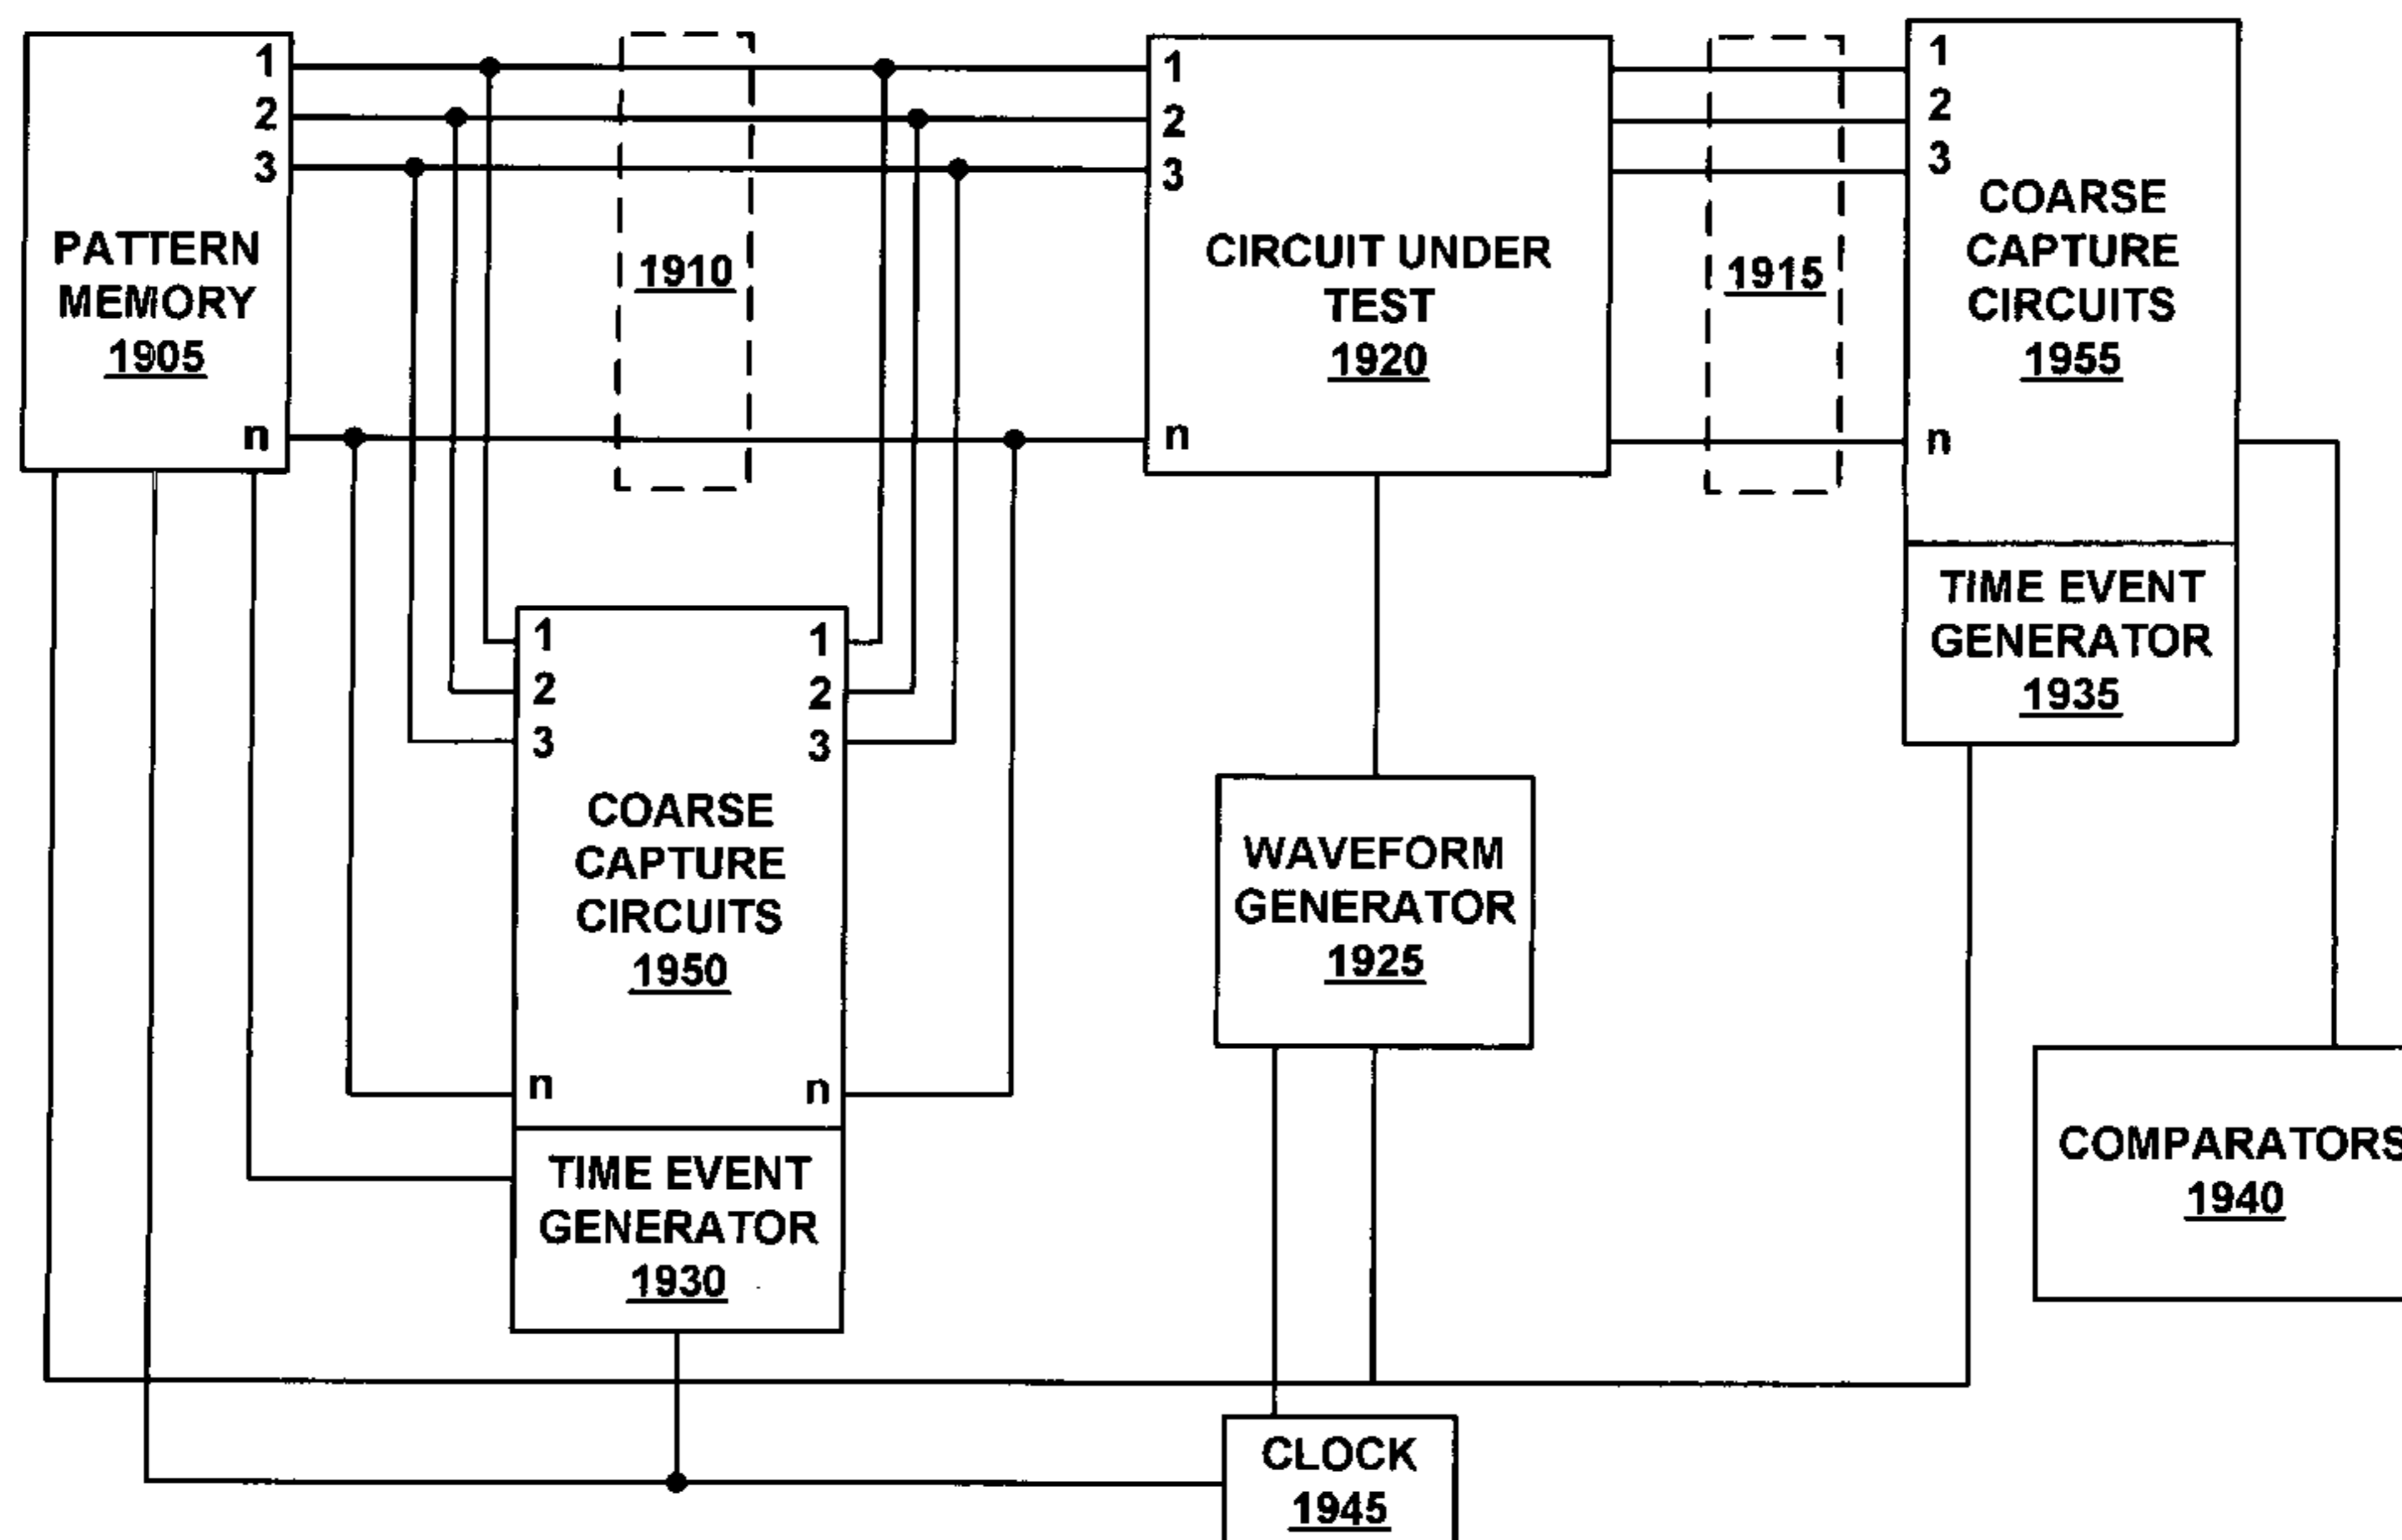 1
2
3
n
PATTERN
MEMORY
1905
1910
1
2
3
n
CIRCUIT UNDER
TEST
1920
1915
1
2
3
n
COARSE
CAPTURE
CIRCUITS
1955
TIME EVENT
GENERATOR
1935
1
2
3
n
1
2
3
n
COARSE
CAPTURE
CIRCUITS
1950
TIME EVENT
GENERATOR
1930
WAVEFORM
GENERATOR
1925
COMPARATORS
1940
CLOCK
1945